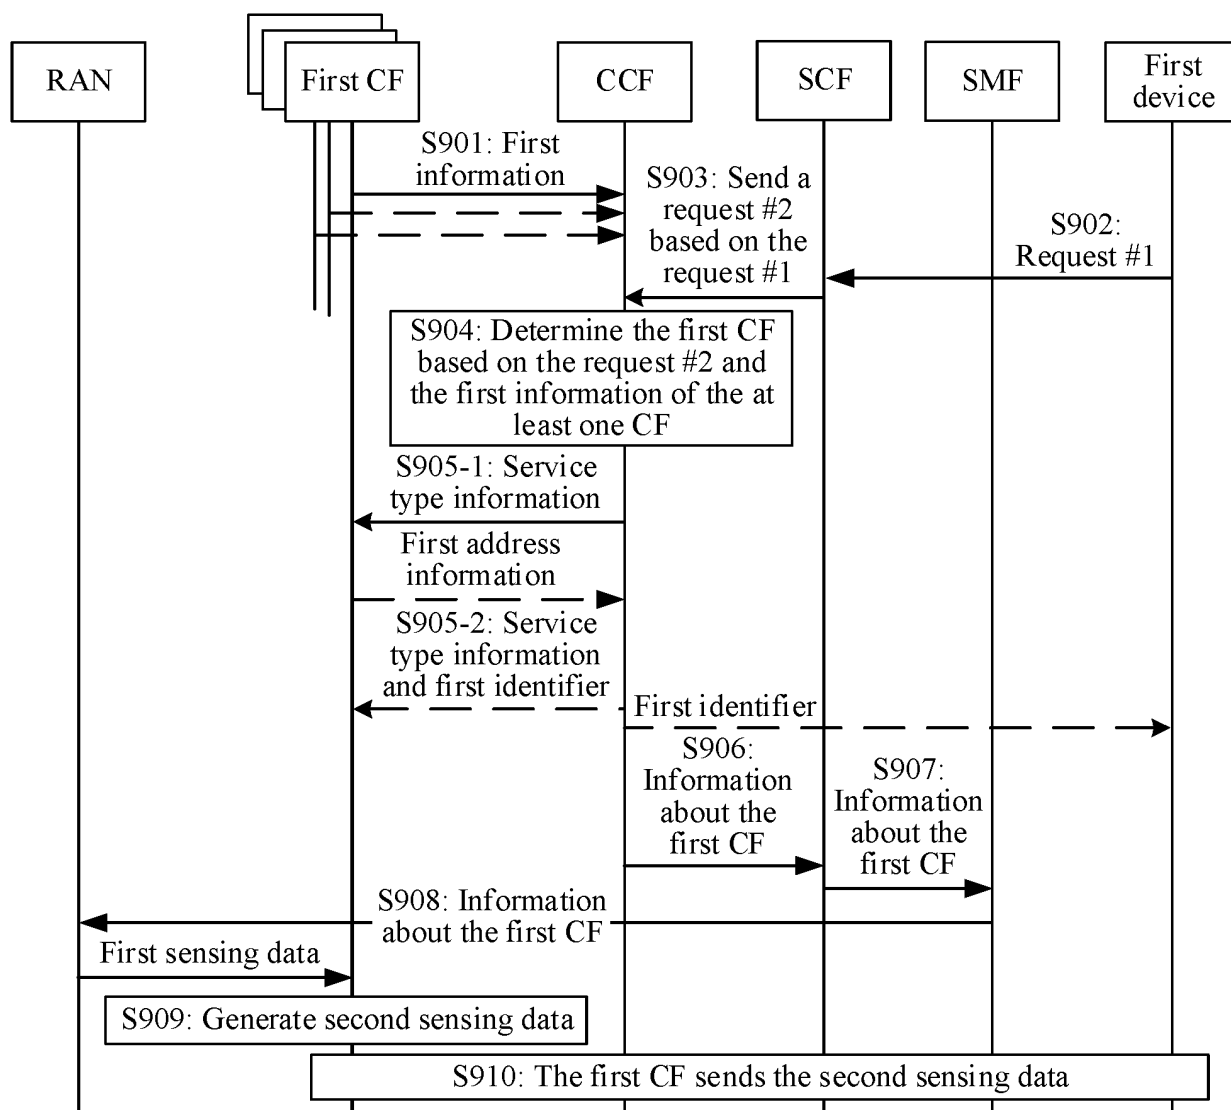 RAN
First CF
CCF
SCF
SMF
First
device
S901: First
information
S903: Send a
request #2
based on the
request #1
S902:
Request #1
S904: Determine the first CF
based on the request #2 and
the first information of the at
least one CF
S905-1: Service
type information
First address
information
S905-2: Service
type information
and first identifier
First identifier
S906:
Information
about the
first CF
S907:
Information
about the
first CF
S908: Information
about the first CF
First sensing data
S909: Generate second sensing data
S910: The first CF sends the second sensing data